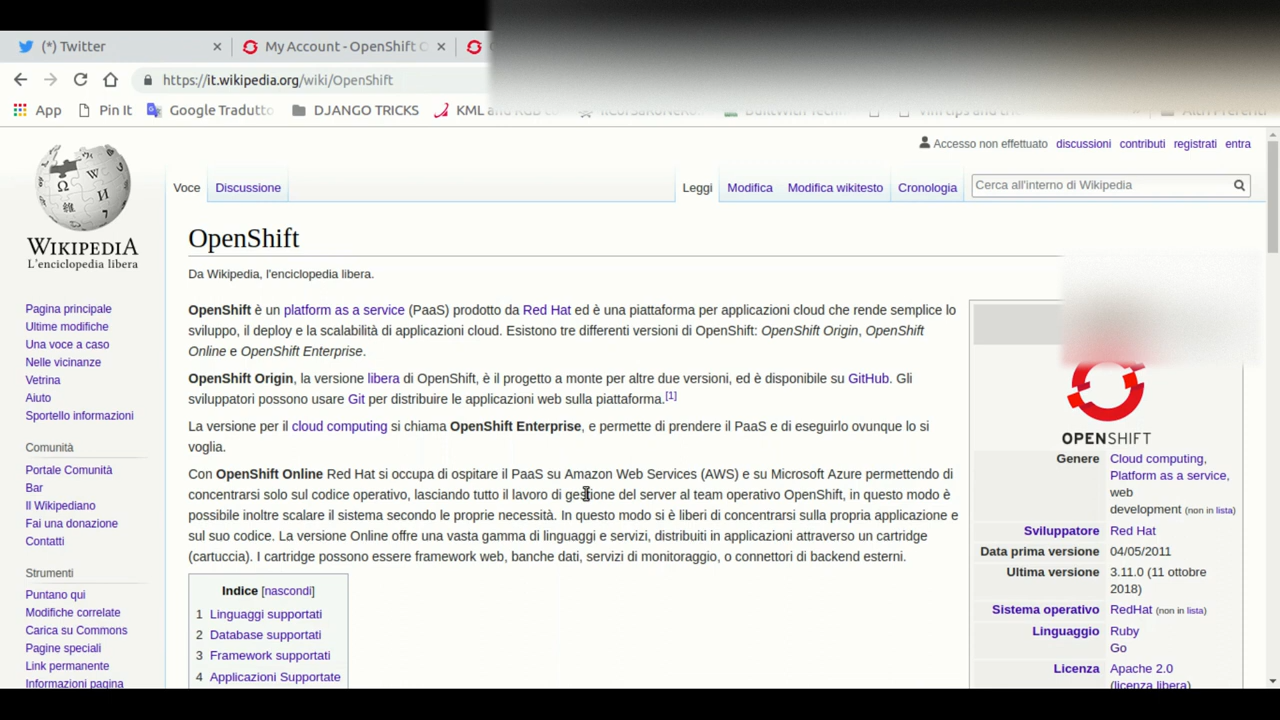 (*) Twitter
My Account - OpenShift O
https://it.wikipedia.org/wiki/OpenShift
App
Pin It
Google Tradutto
DJANGO TRICKS
KML and
Accesso non effettuato discussioni contributi registrati entra
Voce Discussione Leggi Modifica Modifica wikitesto Cronologia Cerca all'interno di Wikipedia
WIKIPEDIA
L'enciclopedia libera
OpenShift
Da Wikipedia, l'enciclopedia libera.
Pagina principale
Ultime modifiche
Una voce a caso
Nelle vicinanze
Vetrina
Aiuto
Sportello informazioni
Comunità
Portale Comunità
Bar
Il Wikipediano
Fai una donazione
Contatti
Strumenti
Puntano qui
Modifiche correlate
Carica su Commons
Pagine speciali
Link permanente
Informazioni pagina
OpenShift è un platform as a service (PaaS) prodotto da Red Hat ed è una piattaforma per applicazioni cloud che rende semplice lo
sviluppo, il deploy e la scalabilità di applicazioni cloud. Esistono tre differenti versioni di OpenShift: OpenShift Origin, OpenShift
Online e OpenShift Enterprise.
OpenShift Origin, la versione libera di OpenShift, è il progetto a monte per altre due versioni, ed è disponibile su GitHub. Gli
sviluppatori possono usare Git per distribuire le applicazioni web sulla piattaforma.[1]
La versione per il cloud computing si chiama OpenShift Enterprise, e permette di prendere il PaaS e di eseguirlo ovunque lo si
voglia.
Con OpenShift Online Red Hat si occupa di ospitare il PaaS su Amazon Web Services (AWS) e su Microsoft Azure permettendo di
concentrarsi solo sul codice operativo, lasciando tutto il lavoro di gestione del server al team operativo OpenShift, in questo modo è
possibile inoltre scalare il sistema secondo le proprie necessità. In questo modo si è liberi di concentrarsi sulla propria applicazione e
sul suo codice. La versione Online offre una vasta gamma di linguaggi e servizi, distribuiti in applicazioni attraverso un cartridge
(cartuccia). I cartridge possono essere framework web, banche dati, servizi di monitoraggio, o connettori di backend esterni.
Indice [nascondi]
1 Linguaggi supportati
2 Database supportati
3 Framework supportati
4 Applicazioni Supportate
OPENSHIFT
Genere Cloud computing,
Platform as a service,
web
development (non in lista)
Sviluppatore Red Hat
Data prima versione 04/05/2011
Ultima versione 3.11.0 (11 ottobre
2018)
Sistema operativo RedHat (non in lista)
Linguaggio Ruby
Go
Licenza Apache 2.0
(licenza libera)